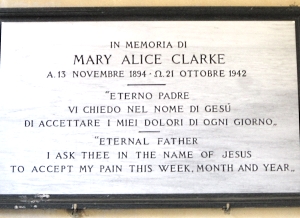 IN MEMORIA DI
MARY ALICE CLARKE
A. 13 NOVEMBRE 1894 · Ω. 21 OTTOBRE 1942
"ETERNO PADRE
VI CHIEDO NEL NOME DI GESÚ
DI ACCETTARE I MIEI DOLORI DI OGNI GIORNO...
"ETERNAL FATHER
I ASK THEE IN THE NAME OF JESUS
TO ACCEPT MY PAIN THIS WEEK, MONTH AND YEAR...